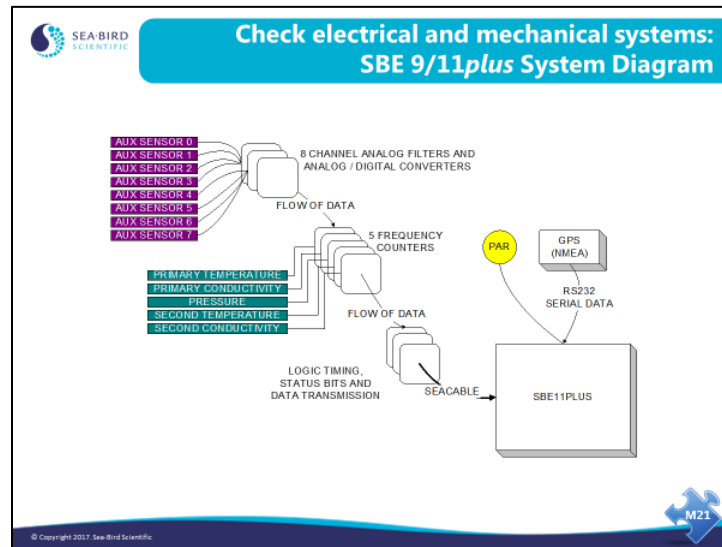 SEA·BIRD
SCIENTIFIC
Check electrical and mechanical systems:
SBE 9/11plus System Diagram
AUX SENSOR 0
AUX SENSOR 1
AUX SENSOR 2
AUX SENSOR 3
AUX SENSOR 4
AUX SENSOR 5
AUX SENSOR 6
AUX SENSOR 7
8 CHANNEL ANALOG FILTERS AND
ANALOG / DIGITAL CONVERTERS
FLOW OF DATA
5 FREQUENCY
COUNTERS
PAR
GPS
(NMEA)
PRIMARY TEMPERATURE
PRIMARY CONDUCTIVITY
PRESSURE
SECOND TEMPERATURE
SECOND CONDUCTIVITY
RS232
SERIAL DATA
FLOW OF DATA
LOGIC TIMING,
STATUS BITS AND
DATA TRANSMISSION
SEACABLE
SBE11PLUS
M21
© Copyright 2017. Sea-Bird Scientific